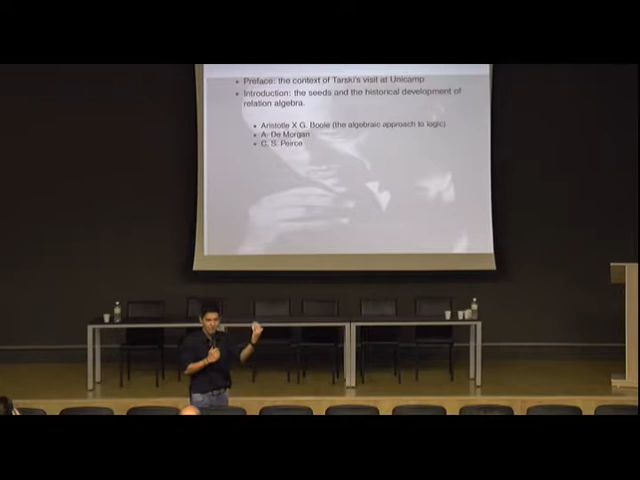 Preface: the context of Tarski's visit at Unicamp
Introduction: the seeds and the historical development of
relation algebra.
Aristotle X G. Boole (the algebraic approach to logic)
A. De Morgan
C. S. Peirce